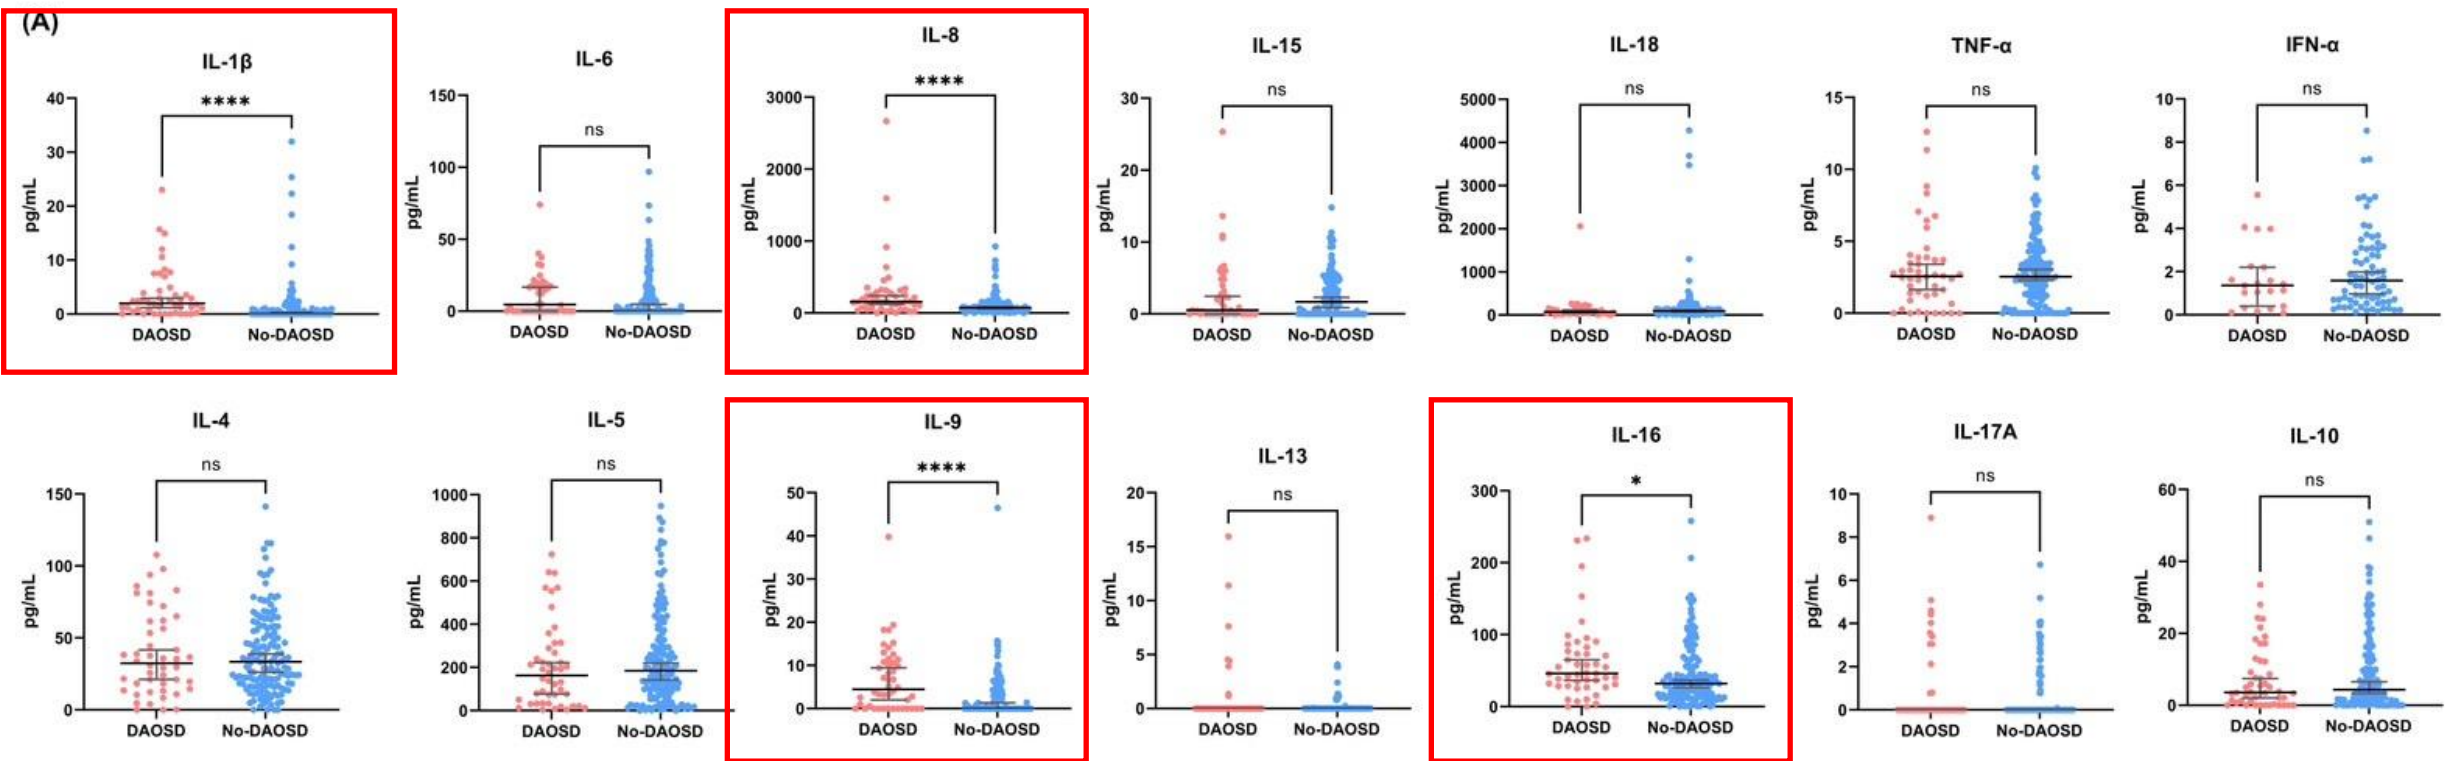 (A)
IL-1β
****
40
30
20
10
0
pg/mL
DAOSD No-DAOSD
IL-6
ns
150
100
50
0
pg/mL
DAOSD No-DAOSD
IL-8
****
3000
2000
1000
0
pg/mL
DAOSD No-DAOSD
IL-15
ns
30
20
10
0
pg/mL
DAOSD No-DAOSD
IL-18
ns
5000
4000
3000
2000
1000
0
pg/mL
DAOSD No-DAOSD
TNF-α
ns
15
10
5
0
pg/mL
DAOSD No-DAOSD
IFN-α
ns
10
8
6
4
2
0
pg/mL
DAOSD No-DAOSD
IL-4
ns
150
100
50
0
pg/mL
DAOSD No-DAOSD
IL-5
ns
1000
800
600
400
200
0
pg/mL
DAOSD No-DAOSD
IL-9
****
50
40
30
20
10
0
pg/mL
DAOSD No-DAOSD
IL-13
ns
20
15
10
5
0
pg/mL
DAOSD No-DAOSD
IL-16
*
300
200
100
0
pg/mL
DAOSD No-DAOSD
IL-17A
ns
10
8
6
4
2
0
pg/mL
DAOSD No-DAOSD
IL-10
ns
60
40
20
0
pg/mL
DAOSD No-DAOSD